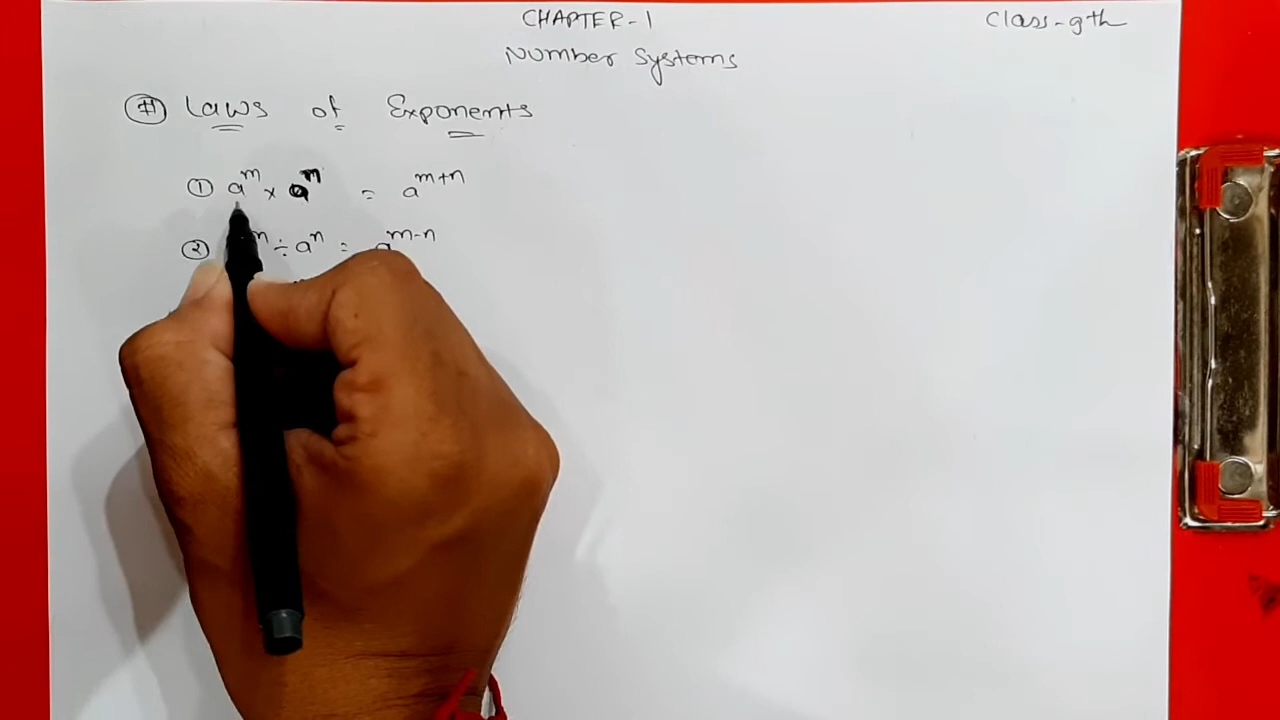 CHAPTER-1
Class-9th
Number Systems
# Laws of Exponents
① a^m × a^n = a^m+n
② a^m ÷ a^n = a^m-n